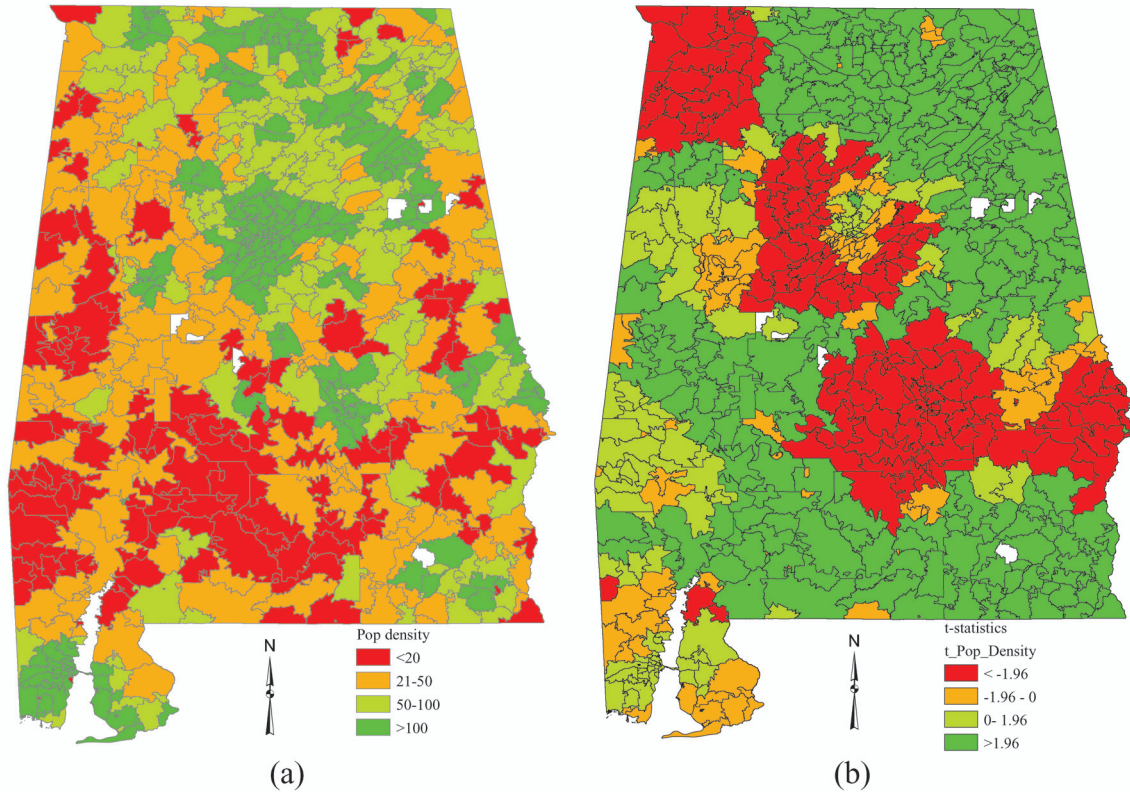 Pop density
<20
21-50
50-100
>100
N
(a)
t-statistics
t_Pop_Density
< -1.96
-1.96 - 0
0- 1.96
>1.96
N
(b)